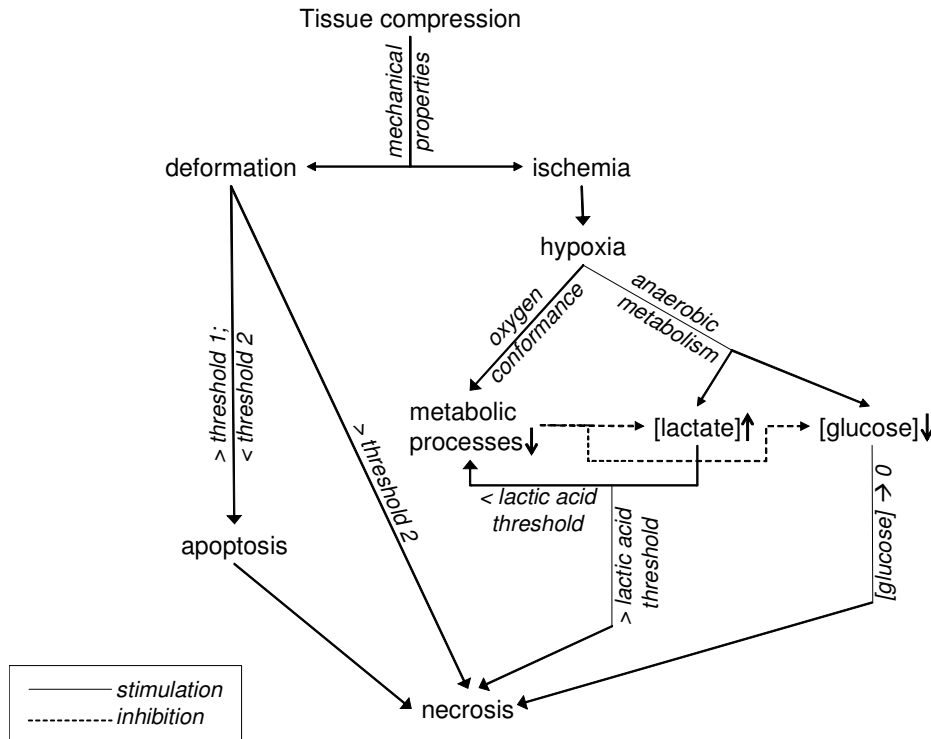 Tissue compression
mechanical
properties
deformation
ischemia
hypoxia
oxygen
conformance
anaerobic
metabolism
> threshold 1;
< threshold 2
> threshold 2
metabolic
processes↓
[lactate]↑
[glucose]↓
< lactic acid
threshold
> lactic acid
threshold
[glucose] → 0
apoptosis
necrosis
stimulation
inhibition